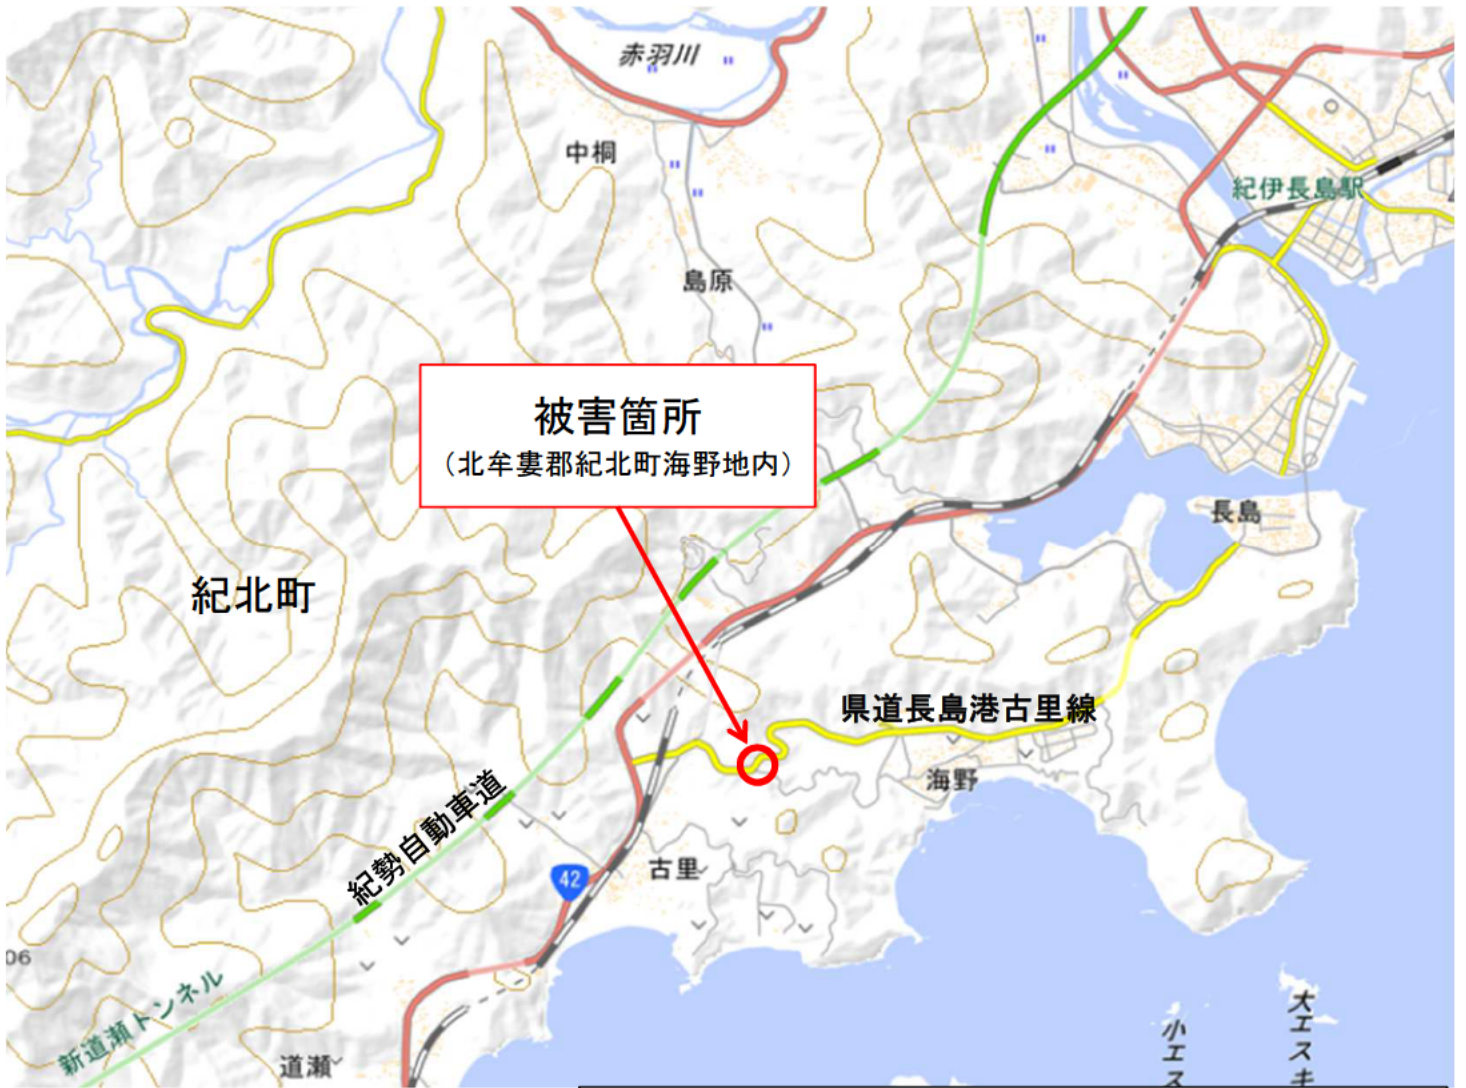 赤羽川
中桐
紀伊長島駅
島原
被害箇所
（北牟婁郡紀北町海野地内）
長島
紀北町
県道長島港古里線
海野
紀勢自動車道
古里
42
06
新道瀬トンネル
道瀬
小エス
大エスキ